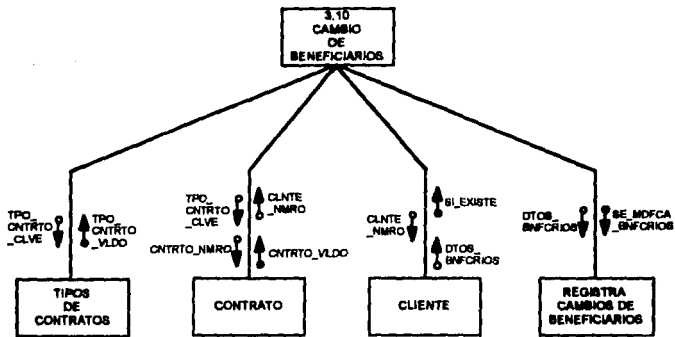 3.10
CAMBIO
DE
BENEFICIARIOS
TPO_
CNTRTO
_CLVE
TPO_
CNTRTO
_VLDO
TPO_
CNTRTO
_CLVE
CLNTE
_NMRO
CNTRTO_NMRO
CNTRTO_VLDO
CLNTE
_NMRO
SI_EXISTE
DTOS_
BNFCRIOS
DTOS_
BNFCRIOS
SE_MDFCA
_BNFCRIOS
TIPOS
DE
CONTRATOS
CONTRATO
CLIENTE
REGISTRA
CAMBIOS DE
BENEFICIARIOS